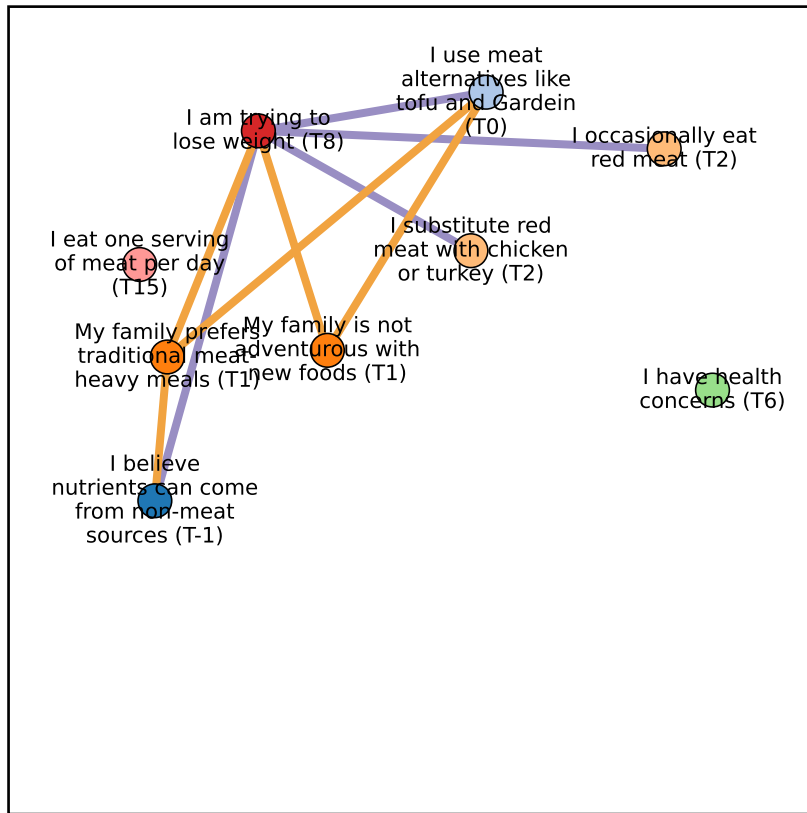 I use meat
alternatives like
tofu and Gardein
(T0)
I am trying to
lose weight (T8)
I occasionally eat
red meat (T2)
I substitute red
meat with chicken
or turkey (T2)
I eat one serving
of meat per day
(T15)
My family prefers
traditional meat-
heavy meals (T1)
My family is not
adventurous with
new foods (T1)
I have health
concerns (T6)
I believe
nutrients can come
from non-meat
sources (T-1)